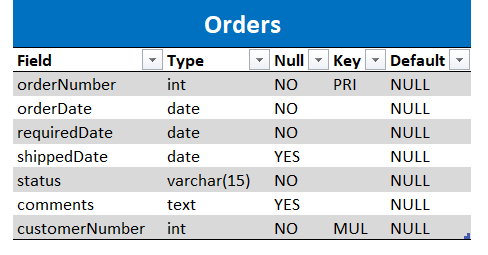 Orders
Field Type Null Key Default
orderNumber int NO PRI NULL
orderDate date NO NULL
requiredDate date NO NULL
shippedDate date YES NULL
status varchar(15) NO NULL
comments text YES NULL
customerNumber int NO MUL NULL